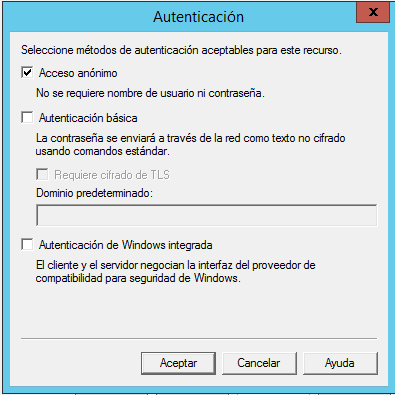 Autenticación
x
Seleccione métodos de autenticación aceptables para este recurso.
Acceso anónimo
No se requiere nombre de usuario ni contraseña.
Autenticación básica
La contraseña se enviará a través de la red como texto no cifrado
usando comandos estándar.
Requiere cifrado de TLS
Dominio predeterminado:
Autenticación de Windows integrada
El cliente y el servidor negocian la interfaz del proveedor de
compatibilidad para seguridad de Windows.
Aceptar Cancelar Ayuda